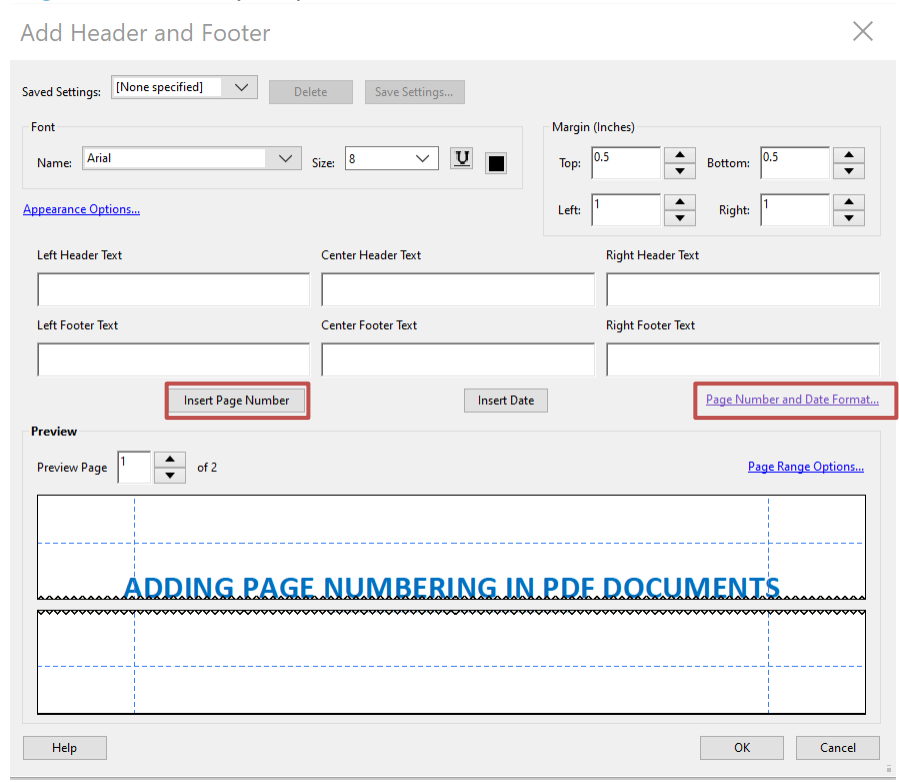 Add Header and Footer
Saved Settings: [None specified] Delete Save Settings...
Font
Margin (Inches)
Name: Arial Size: 8 U
Top: 0.5 Bottom: 0.5
Appearance Options...
Left: 1 Right: 1
Left Header Text Center Header Text Right Header Text
Left Footer Text Center Footer Text Right Footer Text
Insert Page Number Insert Date Page Number and Date Format...
Preview
Preview Page 1 of 2 Page Range Options...
ADDING PAGE NUMBERING IN PDF DOCUMENTS
Help OK Cancel